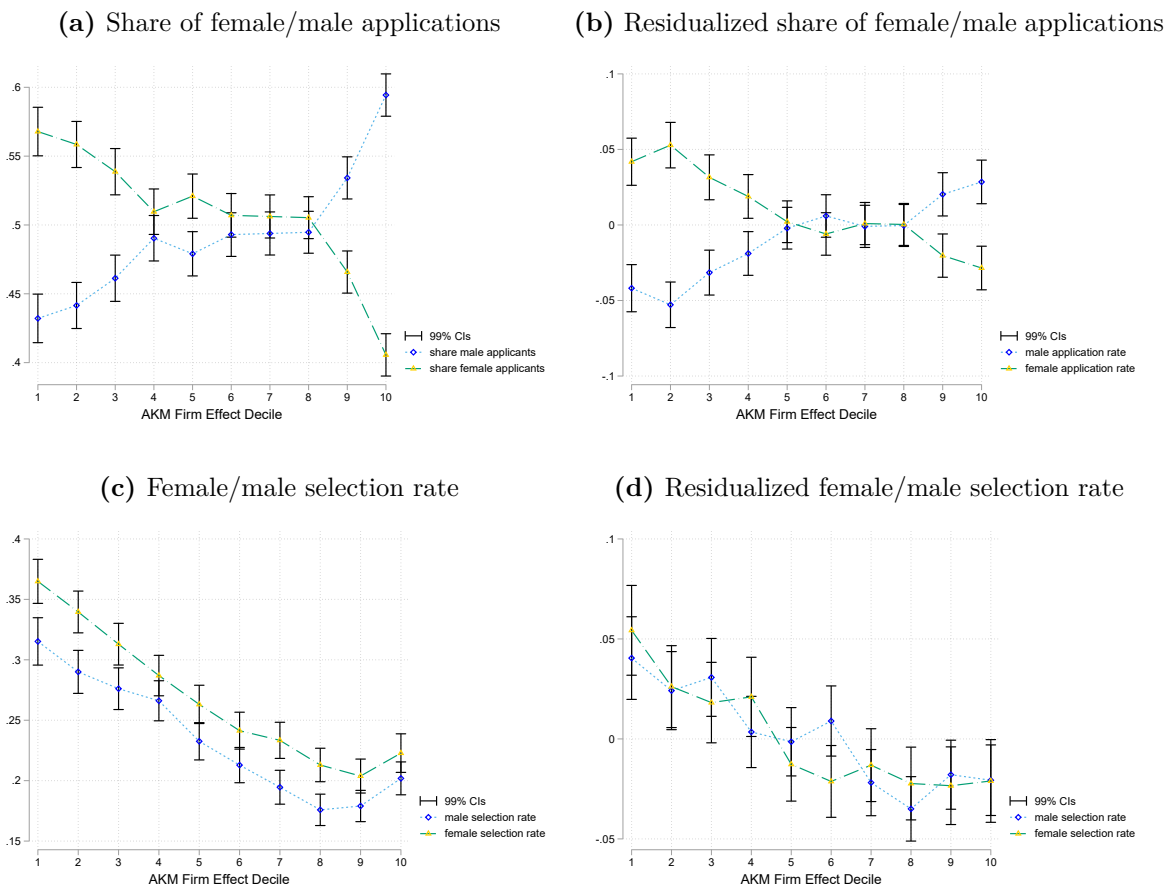 (a) Share of female/male applications
.6
.55
.5
.45
.4
1 2 3 4 5 6 7 8 9 10
AKM Firm Effect Decile
99% CIs
share male applicants
share female applicants
(b) Residualized share of female/male applications
.1
.05
0
-.05
-.1
1 2 3 4 5 6 7 8 9 10
AKM Firm Effect Decile
99% CIs
male application rate
female application rate
(c) Female/male selection rate
.4
.35
.3
.25
.2
.15
1 2 3 4 5 6 7 8 9 10
AKM Firm Effect Decile
99% CIs
male selection rate
female selection rate
(d) Residualized female/male selection rate
.1
.05
0
-.05
1 2 3 4 5 6 7 8 9 10
AKM Firm Effect Decile
99% CIs
male selection rate
female selection rate